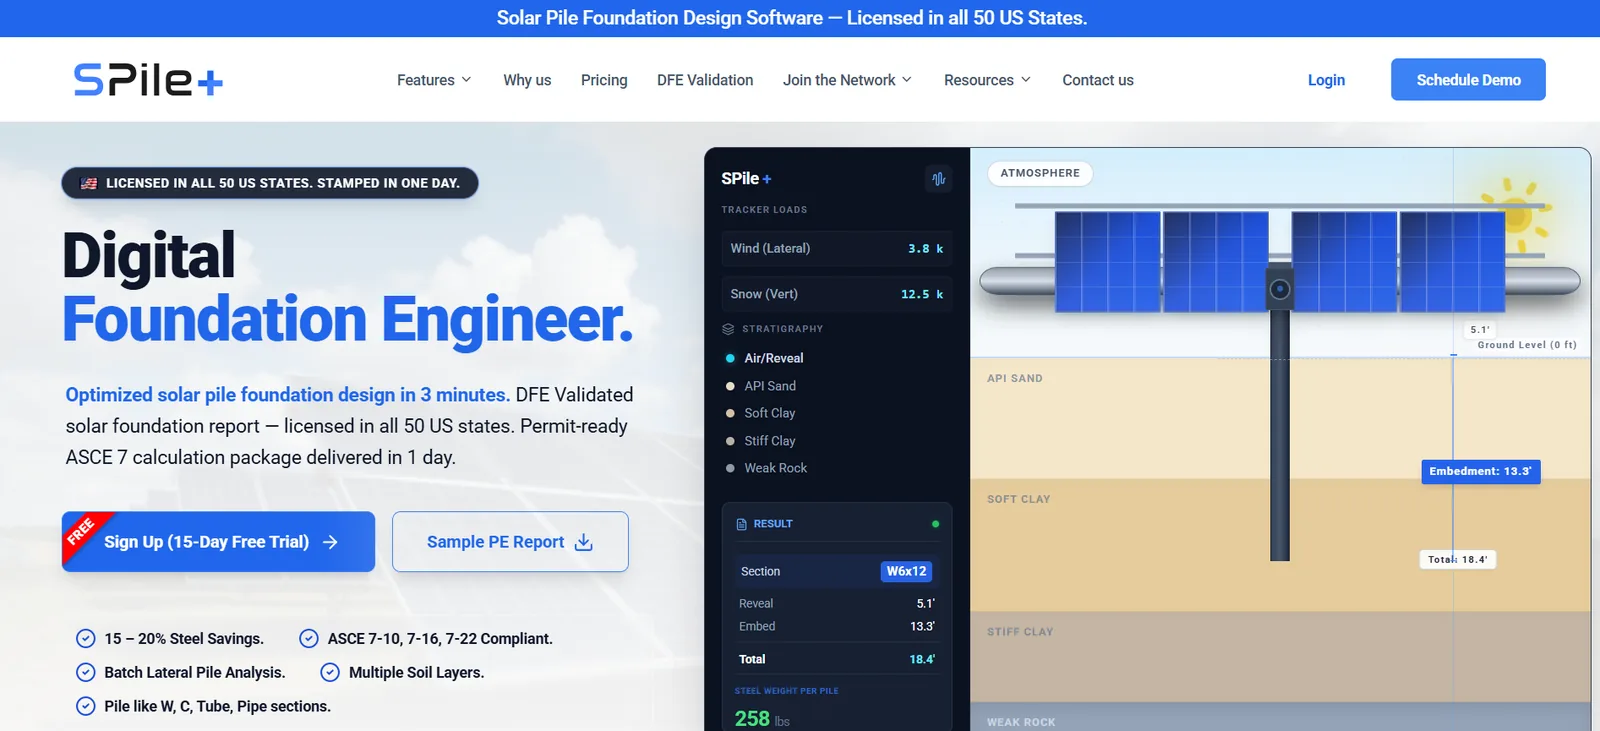 Solar Pile Foundation Design Software — Licensed in all 50 US States.
SPile+
Features
Why us
Pricing
DFE Validation
Join the Network
Resources
Contact us
Login
Schedule Demo
LICENSED IN ALL 50 US STATES. STAMPED IN ONE DAY.
Digital
Foundation Engineer.
Optimized solar pile foundation design in 3 minutes. DFE Validated
solar foundation report — licensed in all 50 US states. Permit-ready
ASCE 7 calculation package delivered in 1 day.
FREE
Sign Up (15-Day Free Trial)
Sample PE Report
15 – 20% Steel Savings.
ASCE 7-10, 7-16, 7-22 Compliant.
Batch Lateral Pile Analysis.
Multiple Soil Layers.
Pile like W, C, Tube, Pipe sections.
SPile +
TRACKER LOADS
Wind (Lateral) 3.8 k
Snow (Vert) 12.5 k
STRATIGRAPHY
Air/Reveal
API Sand
Soft Clay
Stiff Clay
Weak Rock
RESULT
Section W6x12
Reveal 5.1'
Embed 13.3'
Total 18.4'
STEEL WEIGHT PER PILE
258 lbs
ATMOSPHERE
5.1'
Ground Level (0 ft)
API SAND
Embedment: 13.3'
SOFT CLAY
Total: 18.4'
STIFF CLAY
WEAK ROCK